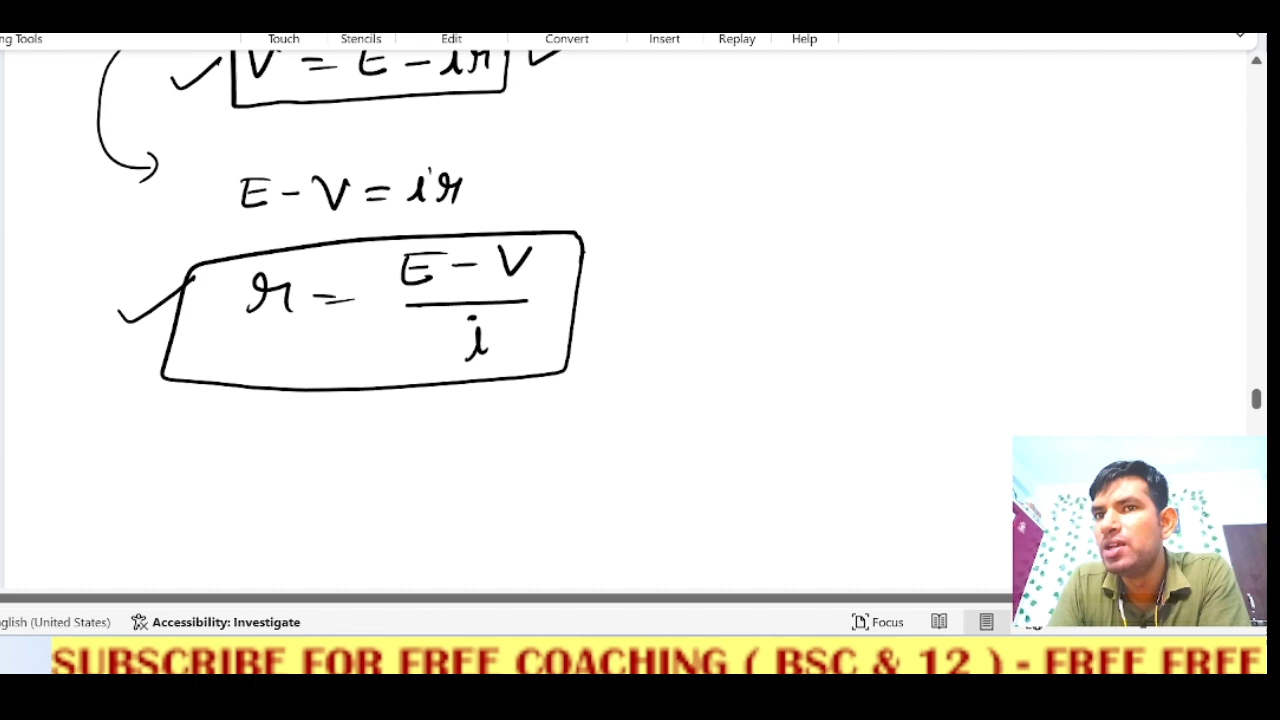 ng Tools Touch Stencils Edit Convert Insert Replay Help
V = E - ir
E - V = ir
r = E - V / i
glish (United States) Accessibility: Investigate Focus
SUBSCRIBE FOR FREE COACHING ( BSC & 12 ) - FREE FREE